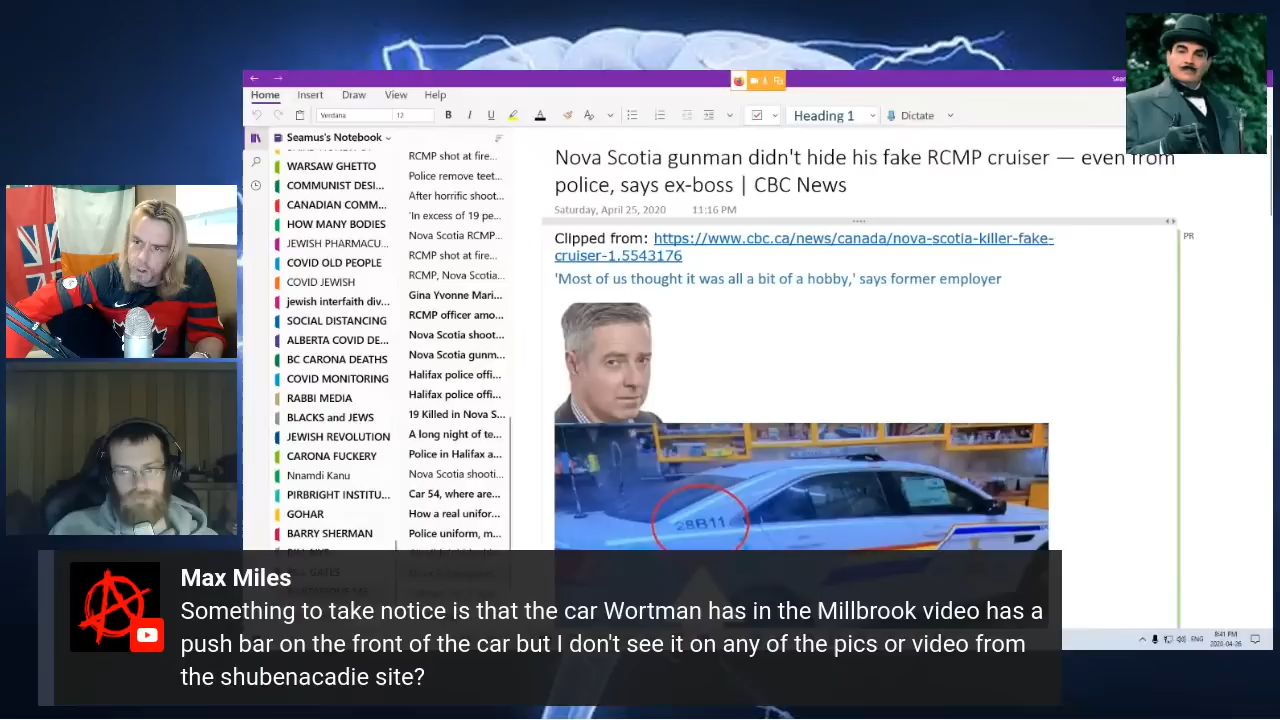 Sear
Home Insert Draw View Help
Verdana 12 B I U A Heading 1 Dictate
Seamus's Notebook
WARSAW GHETTO
COMMUNIST DESI...
CANADIAN COMM...
HOW MANY BODIES
JEWISH PHARMACU...
COVID OLD PEOPLE
COVID JEWISH
jewish interfaith div...
SOCIAL DISTANCING
ALBERTA COVID DE...
BC CARONA DEATHS
COVID MONITORING
RABBI MEDIA
BLACKS and JEWS
JEWISH REVOLUTION
CARONA FUCKERY
Nnamdi Kanu
PIRBRIGHT INSTITU...
GOHAR
BARRY SHERMAN
RCMP shot at fire...
Police remove teet...
After horrific shoot...
'In excess of 19 pe...
Nova Scotia RCMP...
RCMP shot at fire...
RCMP, Nova Scotia...
Gina Yvonne Mari...
RCMP officer amo...
Nova Scotia shoot...
Nova Scotia gunm...
Halifax police offi...
Halifax police offi...
19 Killed in Nova S...
A long night of te...
Police in Halifax a...
Nova Scotia shooti...
Car 54, where are...
How a real unifor...
Police uniform, m...
Nova Scotia gunman didn't hide his fake RCMP cruiser — even from
police, says ex-boss | CBC News
Saturday, April 25, 2020 11:16 PM
Clipped from: https://www.cbc.ca/news/canada/nova-scotia-killer-fake-
cruiser-1.5543176
'Most of us thought it was all a bit of a hobby,' says former employer
PR
28B11
Max Miles
Something to take notice is that the car Wortman has in the Millbrook video has a
push bar on the front of the car but I don't see it on any of the pics or video from
the shubenacadie site?
ENG
8:41 PM
2020-04-26